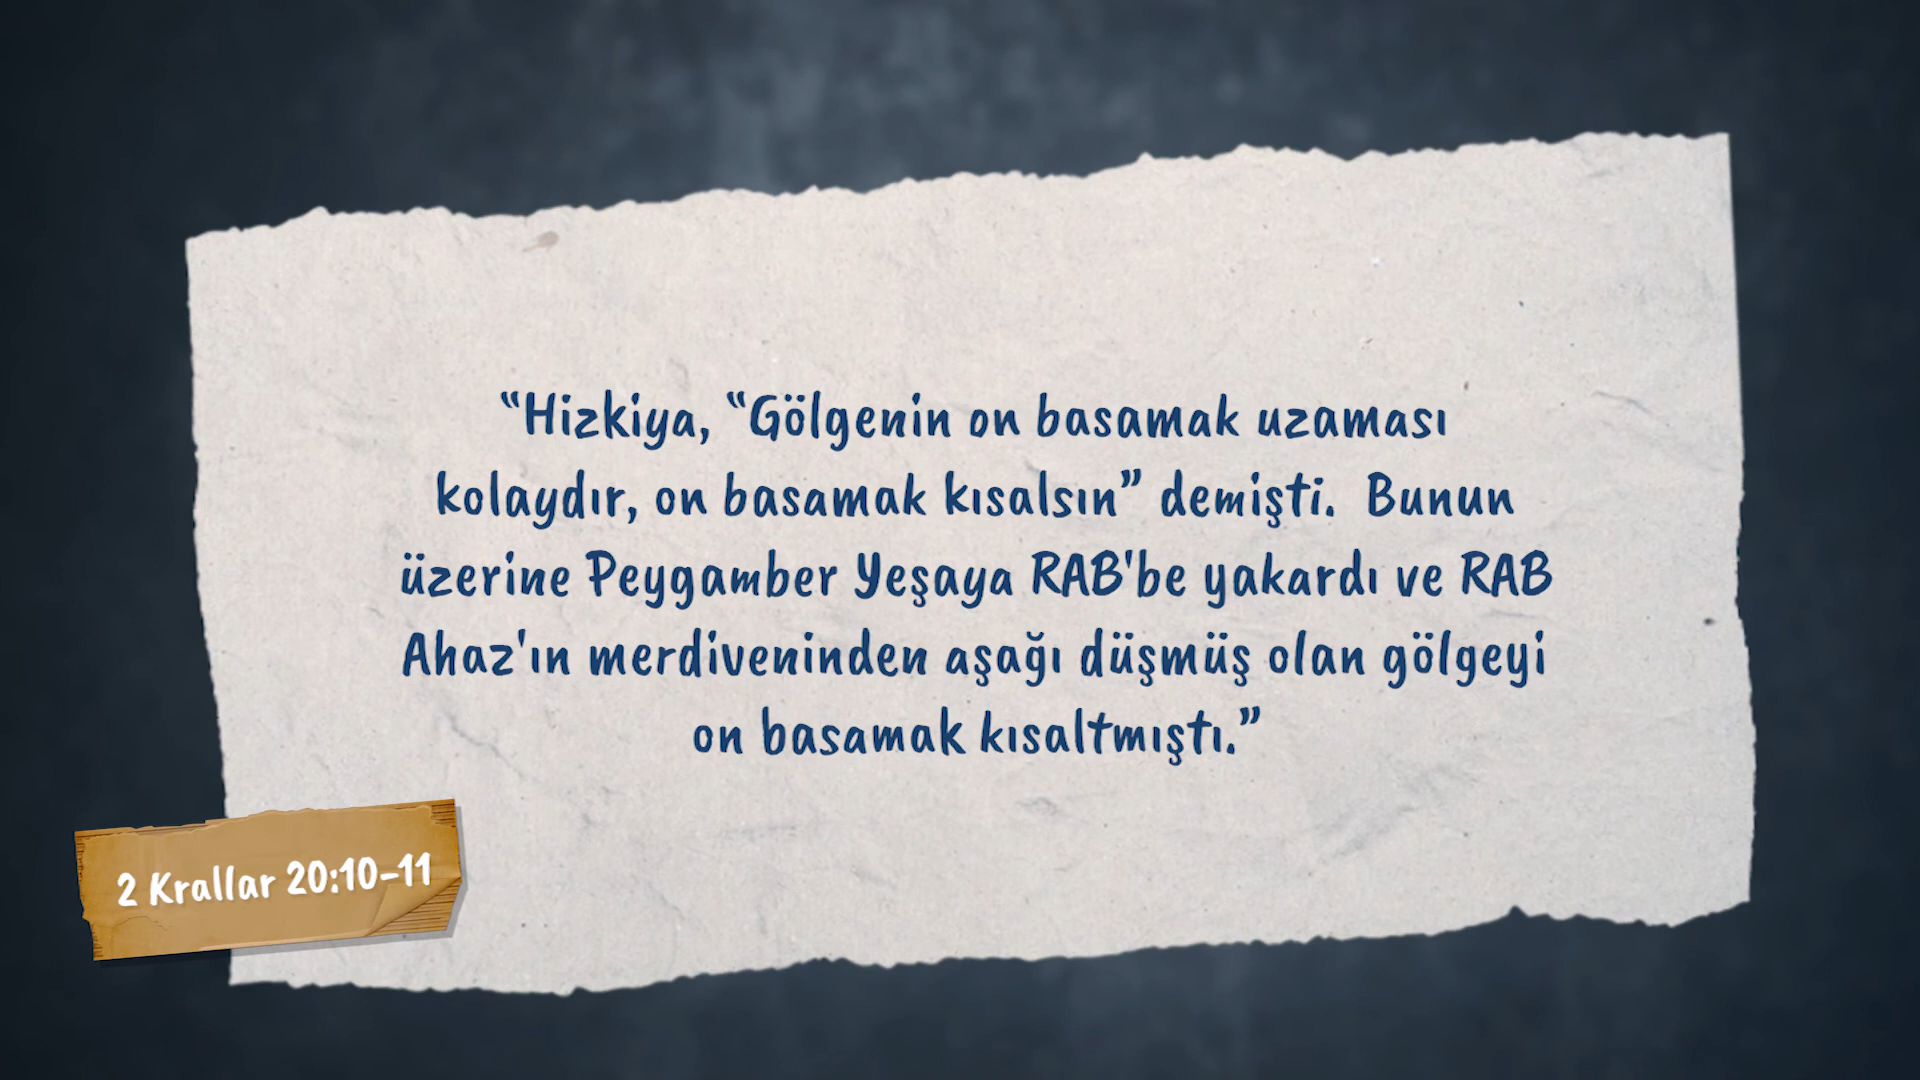 “Hizkiya, “Gölgenin on basamak uzaması
kolaydır, on basamak kısalsın” demişti.  Bunun
üzerine Peygamber Yeşaya RAB'be yakardı ve RAB
Ahaz'ın merdiveninden aşağı düşmüş olan gölgeyi
on basamak kısaltmıştı.”
2 Krallar 20:10-11